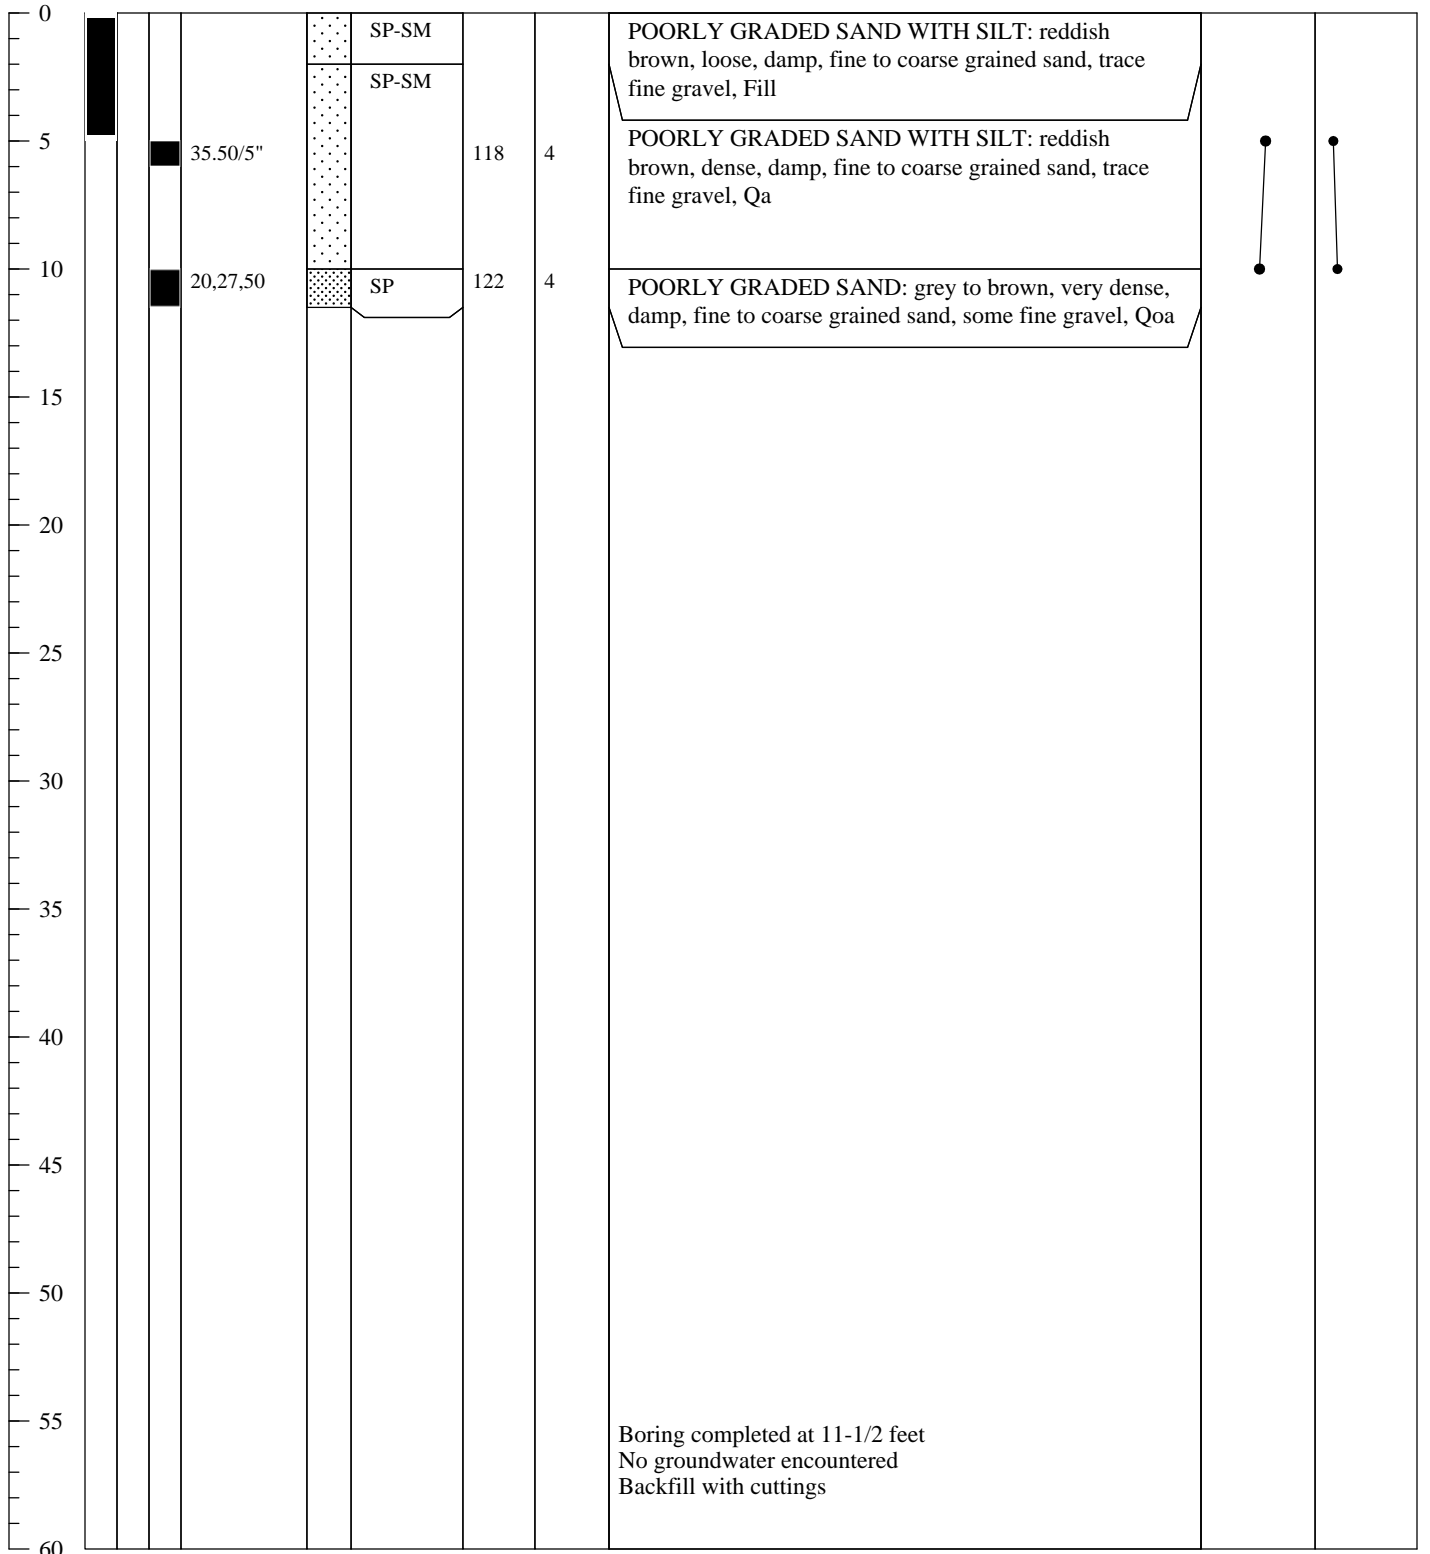 0
SP-SM
POORLY GRADED SAND WITH SILT: reddish
brown, loose, damp, fine to coarse grained sand, trace
fine gravel, Fill
SP-SM
5
35.50/5"
118
4
POORLY GRADED SAND WITH SILT: reddish
brown, dense, damp, fine to coarse grained sand, trace
fine gravel, Qa
10
20,27,50
SP
122
4
POORLY GRADED SAND: grey to brown, very dense,
damp, fine to coarse grained sand, some fine gravel, Qoa
15
20
25
30
35
40
45
50
55
Boring completed at 11-1/2 feet
No groundwater encountered
Backfill with cuttings
60